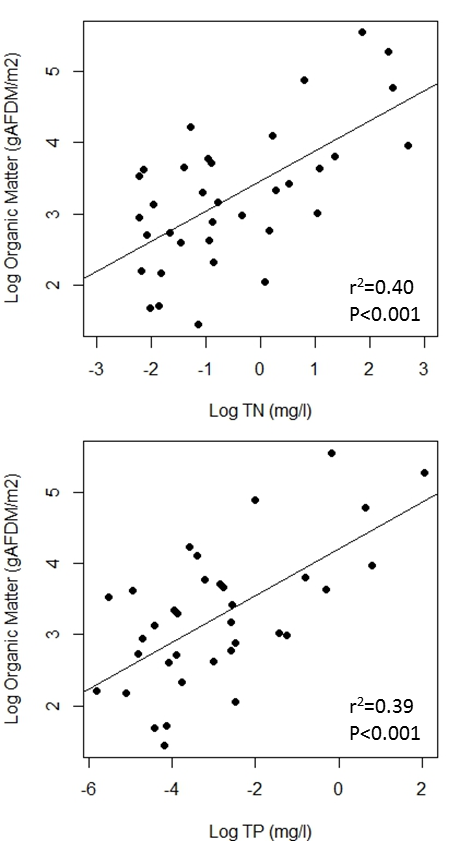 Log Organic Matter (gAFDM/m2)
5
4
3
2
r²=0.40
P<0.001
-3 -2 -1 0 1 2 3
Log TN (mg/l)
Log Organic Matter (gAFDM/m2)
5
4
3
2
r²=0.39
P<0.001
-6 -4 -2 0 2
Log TP (mg/l)